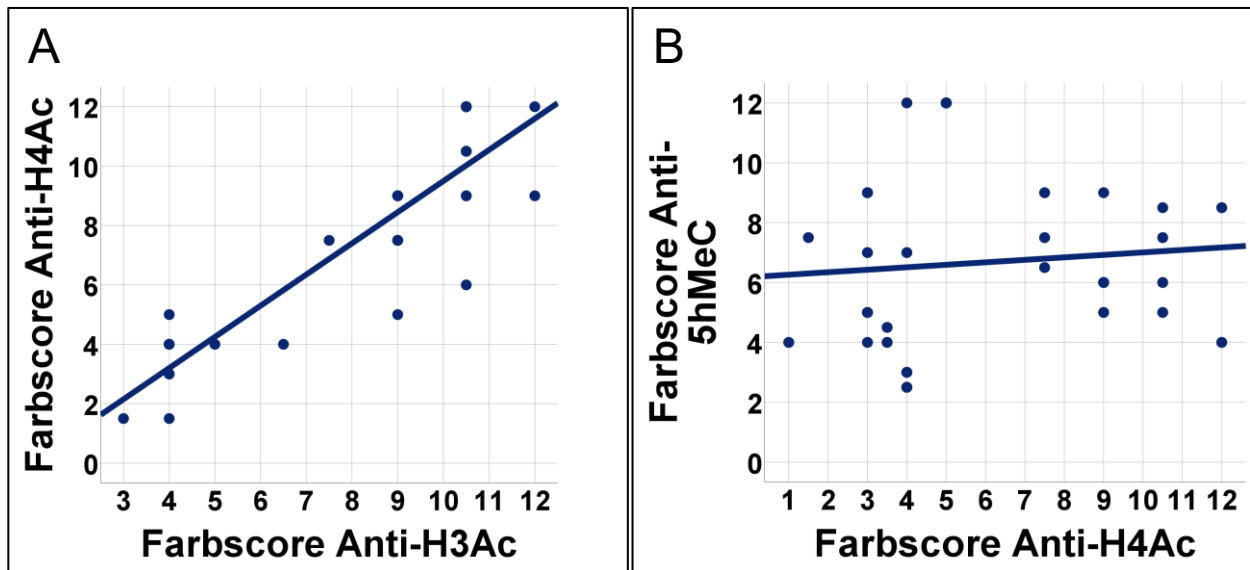 A
Farbscore Anti-H4Ac
12
10
8
6
4
2
0
3 4 5 6 7 8 9 10 11 12
Farbscore Anti-H3Ac
B
Farbscore Anti-
5hMeC
12
10
8
6
4
2
0
1 2 3 4 5 6 7 8 9 10 11 12
Farbscore Anti-H4Ac